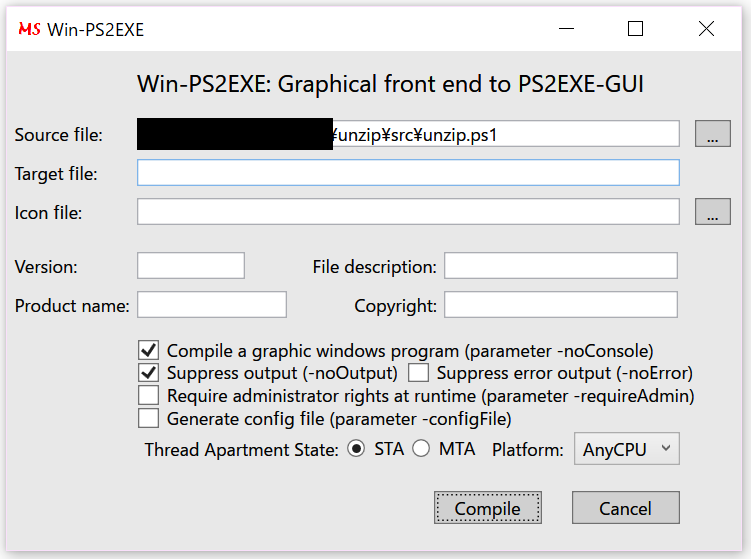 MS Win-PS2EXE
Win-PS2EXE: Graphical front end to PS2EXE-GUI
Source file: ¥unzip¥src¥unzip.ps1 ...
Target file:
Icon file: ...
Version: File description:
Product name: Copyright:
Compile a graphic windows program (parameter -noConsole)
Suppress output (-noOutput) Suppress error output (-noError)
Require administrator rights at runtime (parameter -requireAdmin)
Generate config file (parameter -configFile)
Thread Apartment State: STA MTA Platform: AnyCPU
Compile Cancel